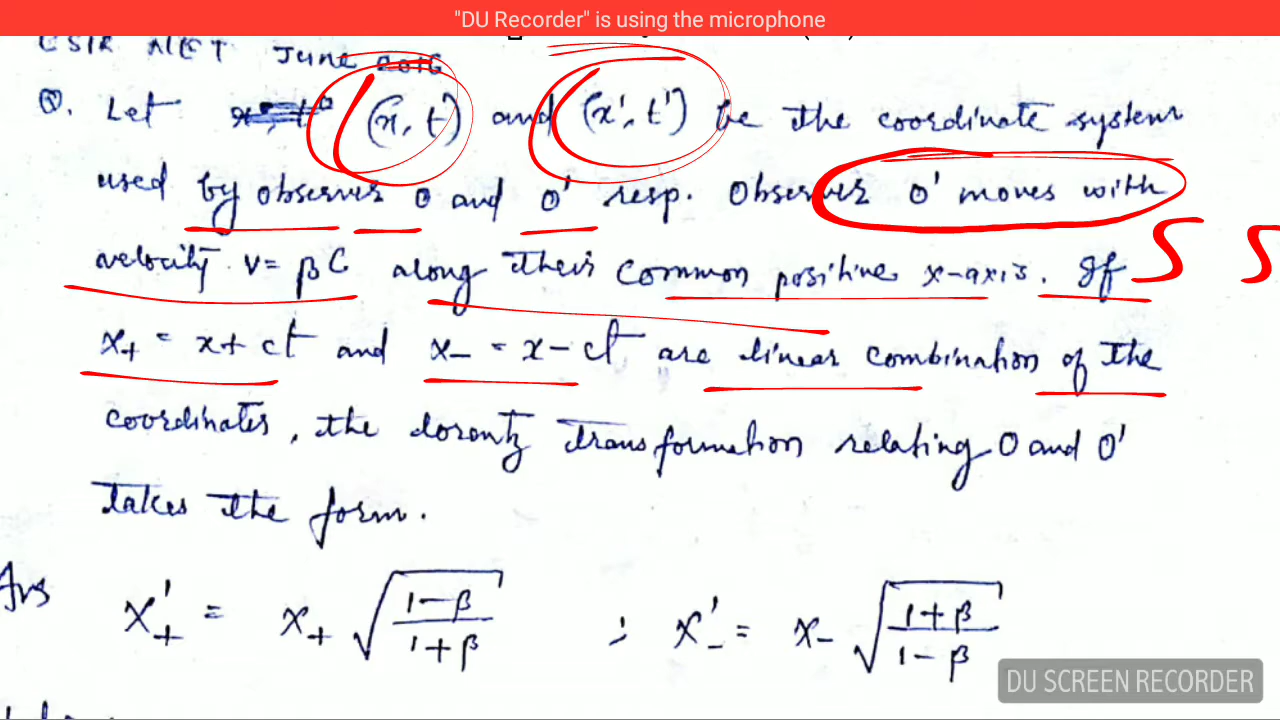 "DU Recorder" is using the microphone
CSIR NET June 2016
Q. Let (x, t) and (x', t') be the coordinate system
used by observers O and O' resp. Observer O' moves with
velocity v = βC along their common positive x-axis. If
x₊ = x + ct and x₋ = x - ct are linear combination of the
coordinates, the lorentz transformation relating O and O'
takes the form.
Ans x'₊ = x₊ √((1-β)/(1+β)) ; x'₋ = x₋ √((1+β)/(1-β))
DU SCREEN RECORDER